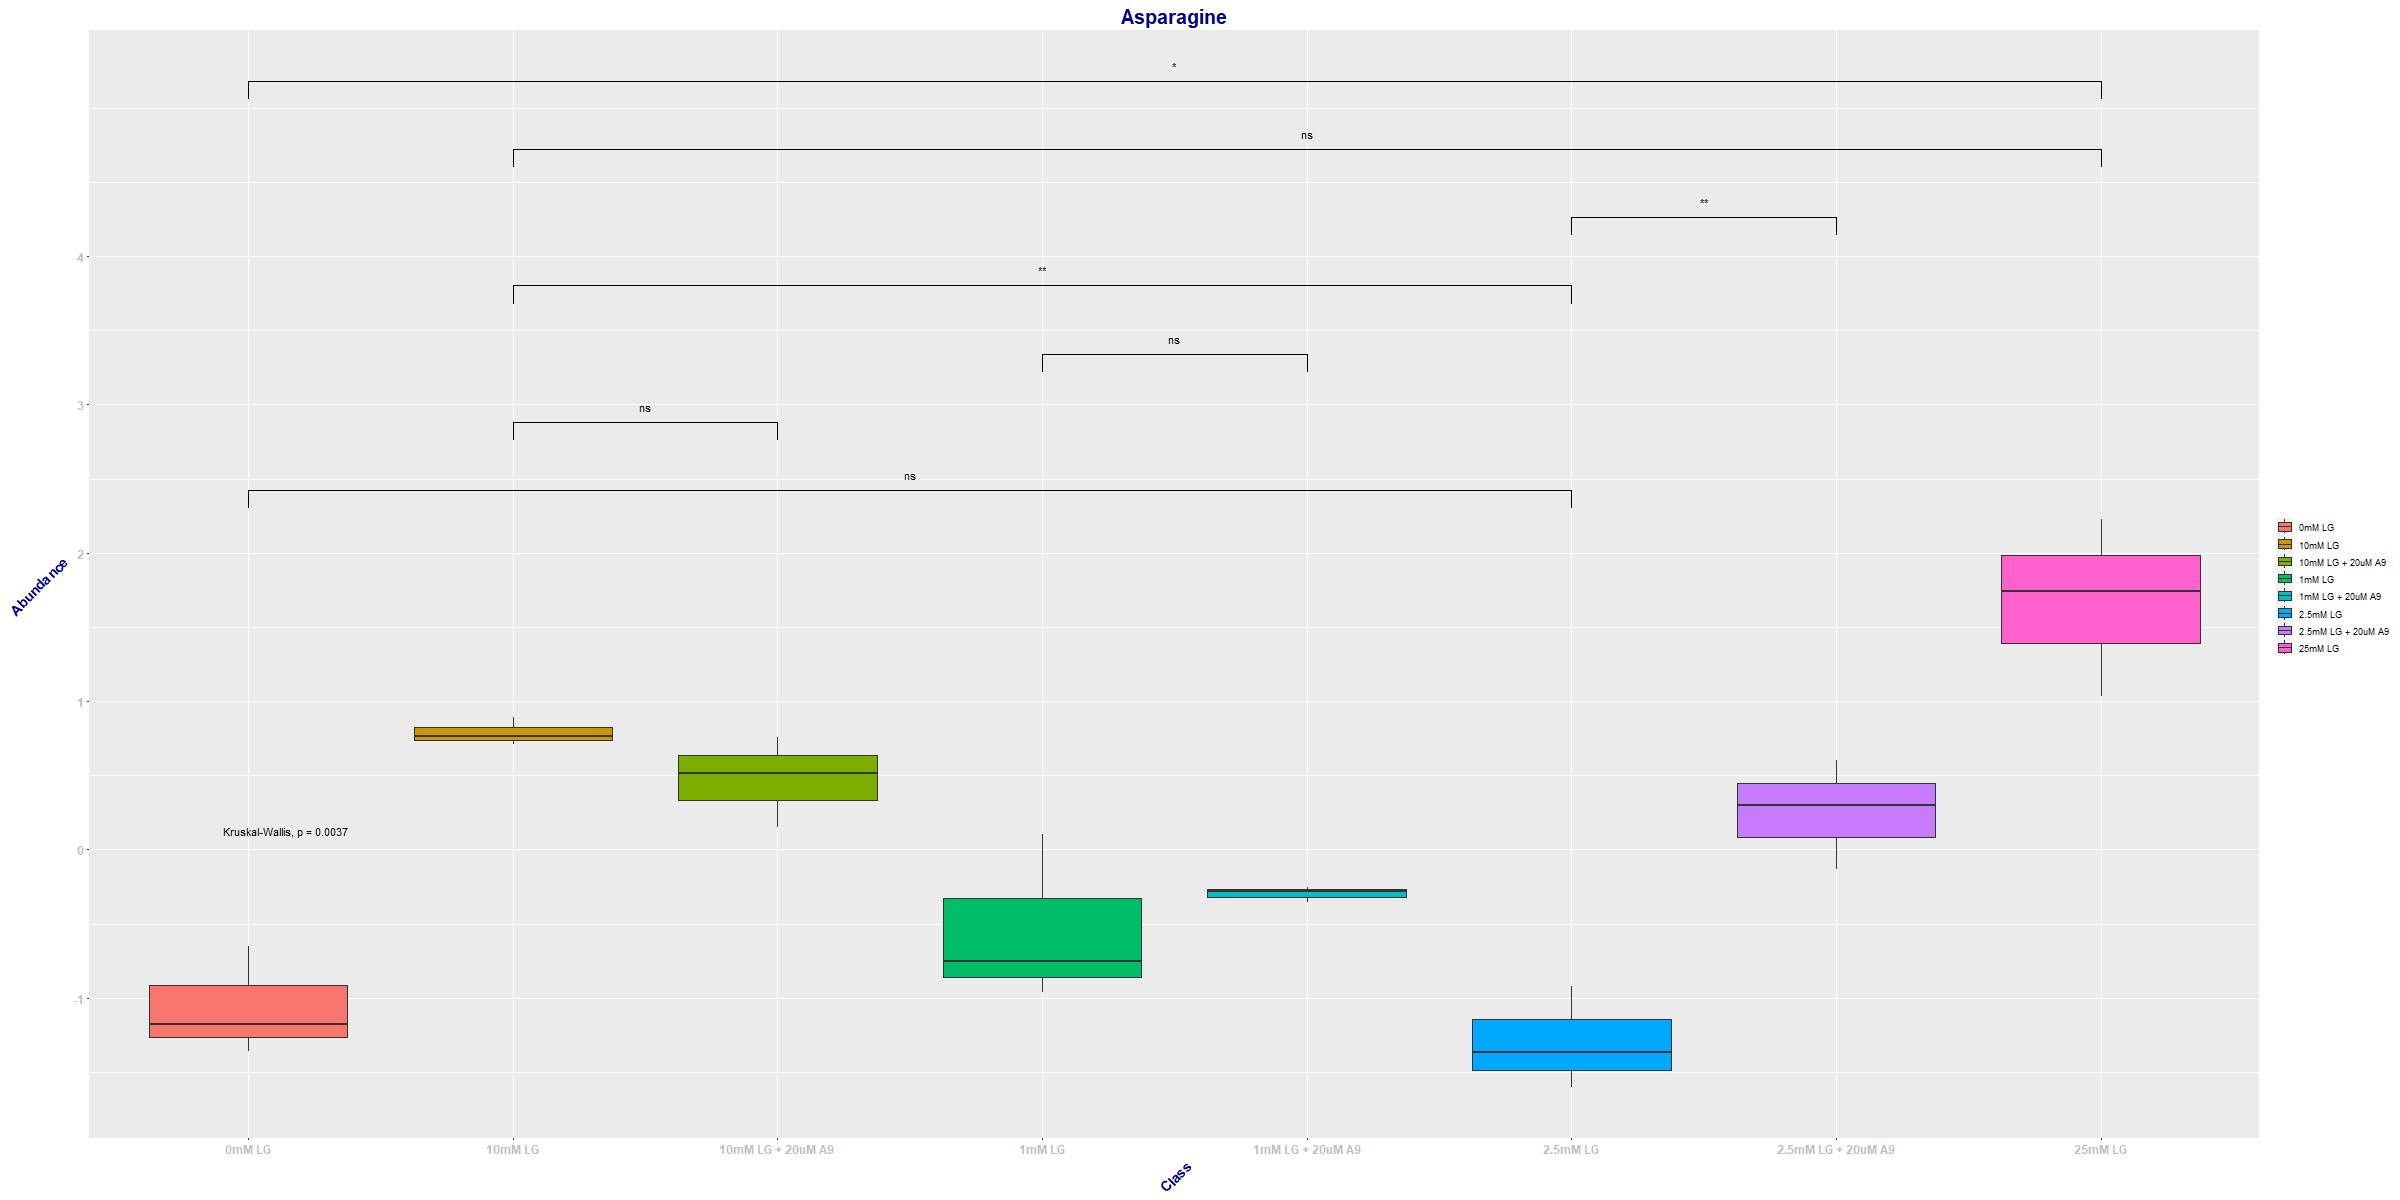 Asparagine
*
ns
**
**
ns
ns
ns
Kruskal-Wallis, p = 0.0037
Abundance
4
3
2
1
0
-1
0mM LG
10mM LG
10mM LG + 20uM A9
1mM LG
1mM LG + 20uM A9
2.5mM LG
2.5mM LG + 20uM A9
25mM LG
Class
0mM LG
10mM LG
10mM LG + 20uM A9
1mM LG
1mM LG + 20uM A9
2.5mM LG
2.5mM LG + 20uM A9
25mM LG